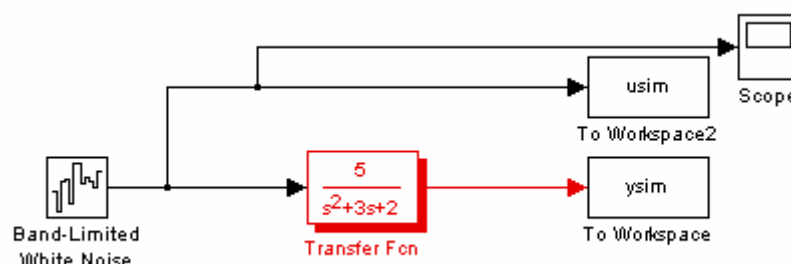 Scope
usim
To Workspace2
5
s2+3s+2
ysim
Band-Limited
White Noise
Transfer Fcn
To Workspace